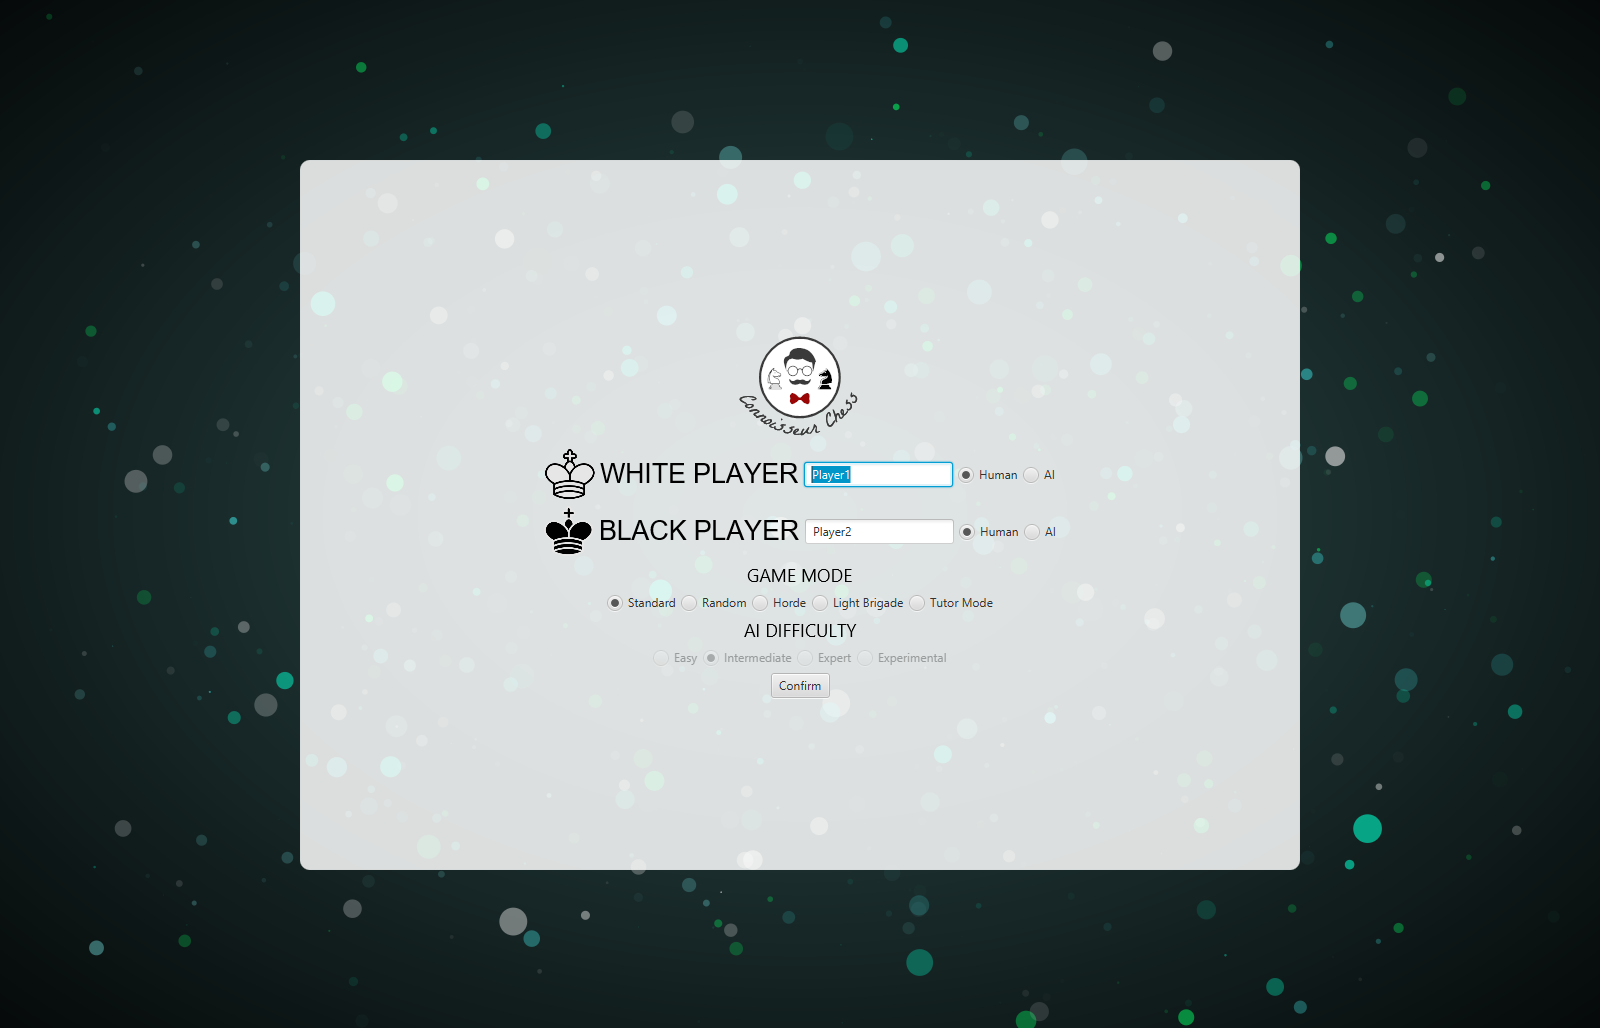 Connoisseur Chess
WHITE PLAYER Player1 Human AI
BLACK PLAYER Player2 Human AI
GAME MODE
Standard Random Horde Light Brigade Tutor Mode
AI DIFFICULTY
Easy Intermediate Expert Experimental
Confirm